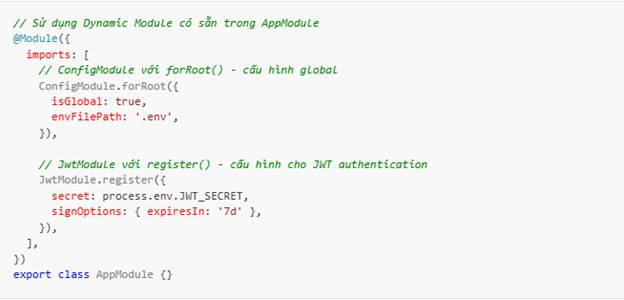 // Sử dụng Dynamic Module có sẵn trong AppModule
@Module({
  imports: [
    // ConfigModule với forRoot() - cấu hình global
    ConfigModule.forRoot({
      isGlobal: true,
      envFilePath: '.env',
    }),

    // JwtModule với register() - cấu hình cho JWT authentication
    JwtModule.register({
      secret: process.env.JWT_SECRET,
      signOptions: { expiresIn: '7d' },
    }),
  ],
})
export class AppModule {}